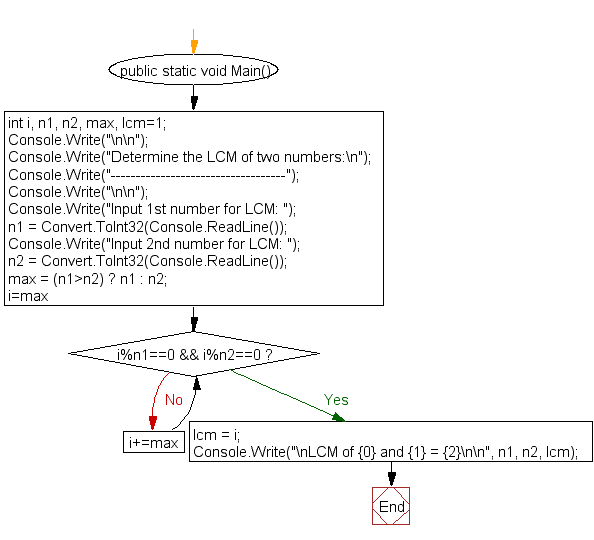 public static void Main()
int i, n1, n2, max, lcm=1;
Console.Write("\n\n");
Console.Write("Determine the LCM of two numbers:\n");
Console.Write("-----------------------------------");
Console.Write("\n\n");
Console.Write("Input 1st number for LCM: ");
n1 = Convert.ToInt32(Console.ReadLine());
Console.Write("Input 2nd number for LCM: ");
n2 = Convert.ToInt32(Console.ReadLine());
max = (n1>n2) ? n1 : n2;
i=max
i%n1==0 && i%n2==0 ?
No
Yes
i+=max
lcm = i;
Console.Write("\nLCM of {0} and {1} = {2}\n\n", n1, n2, lcm);
End